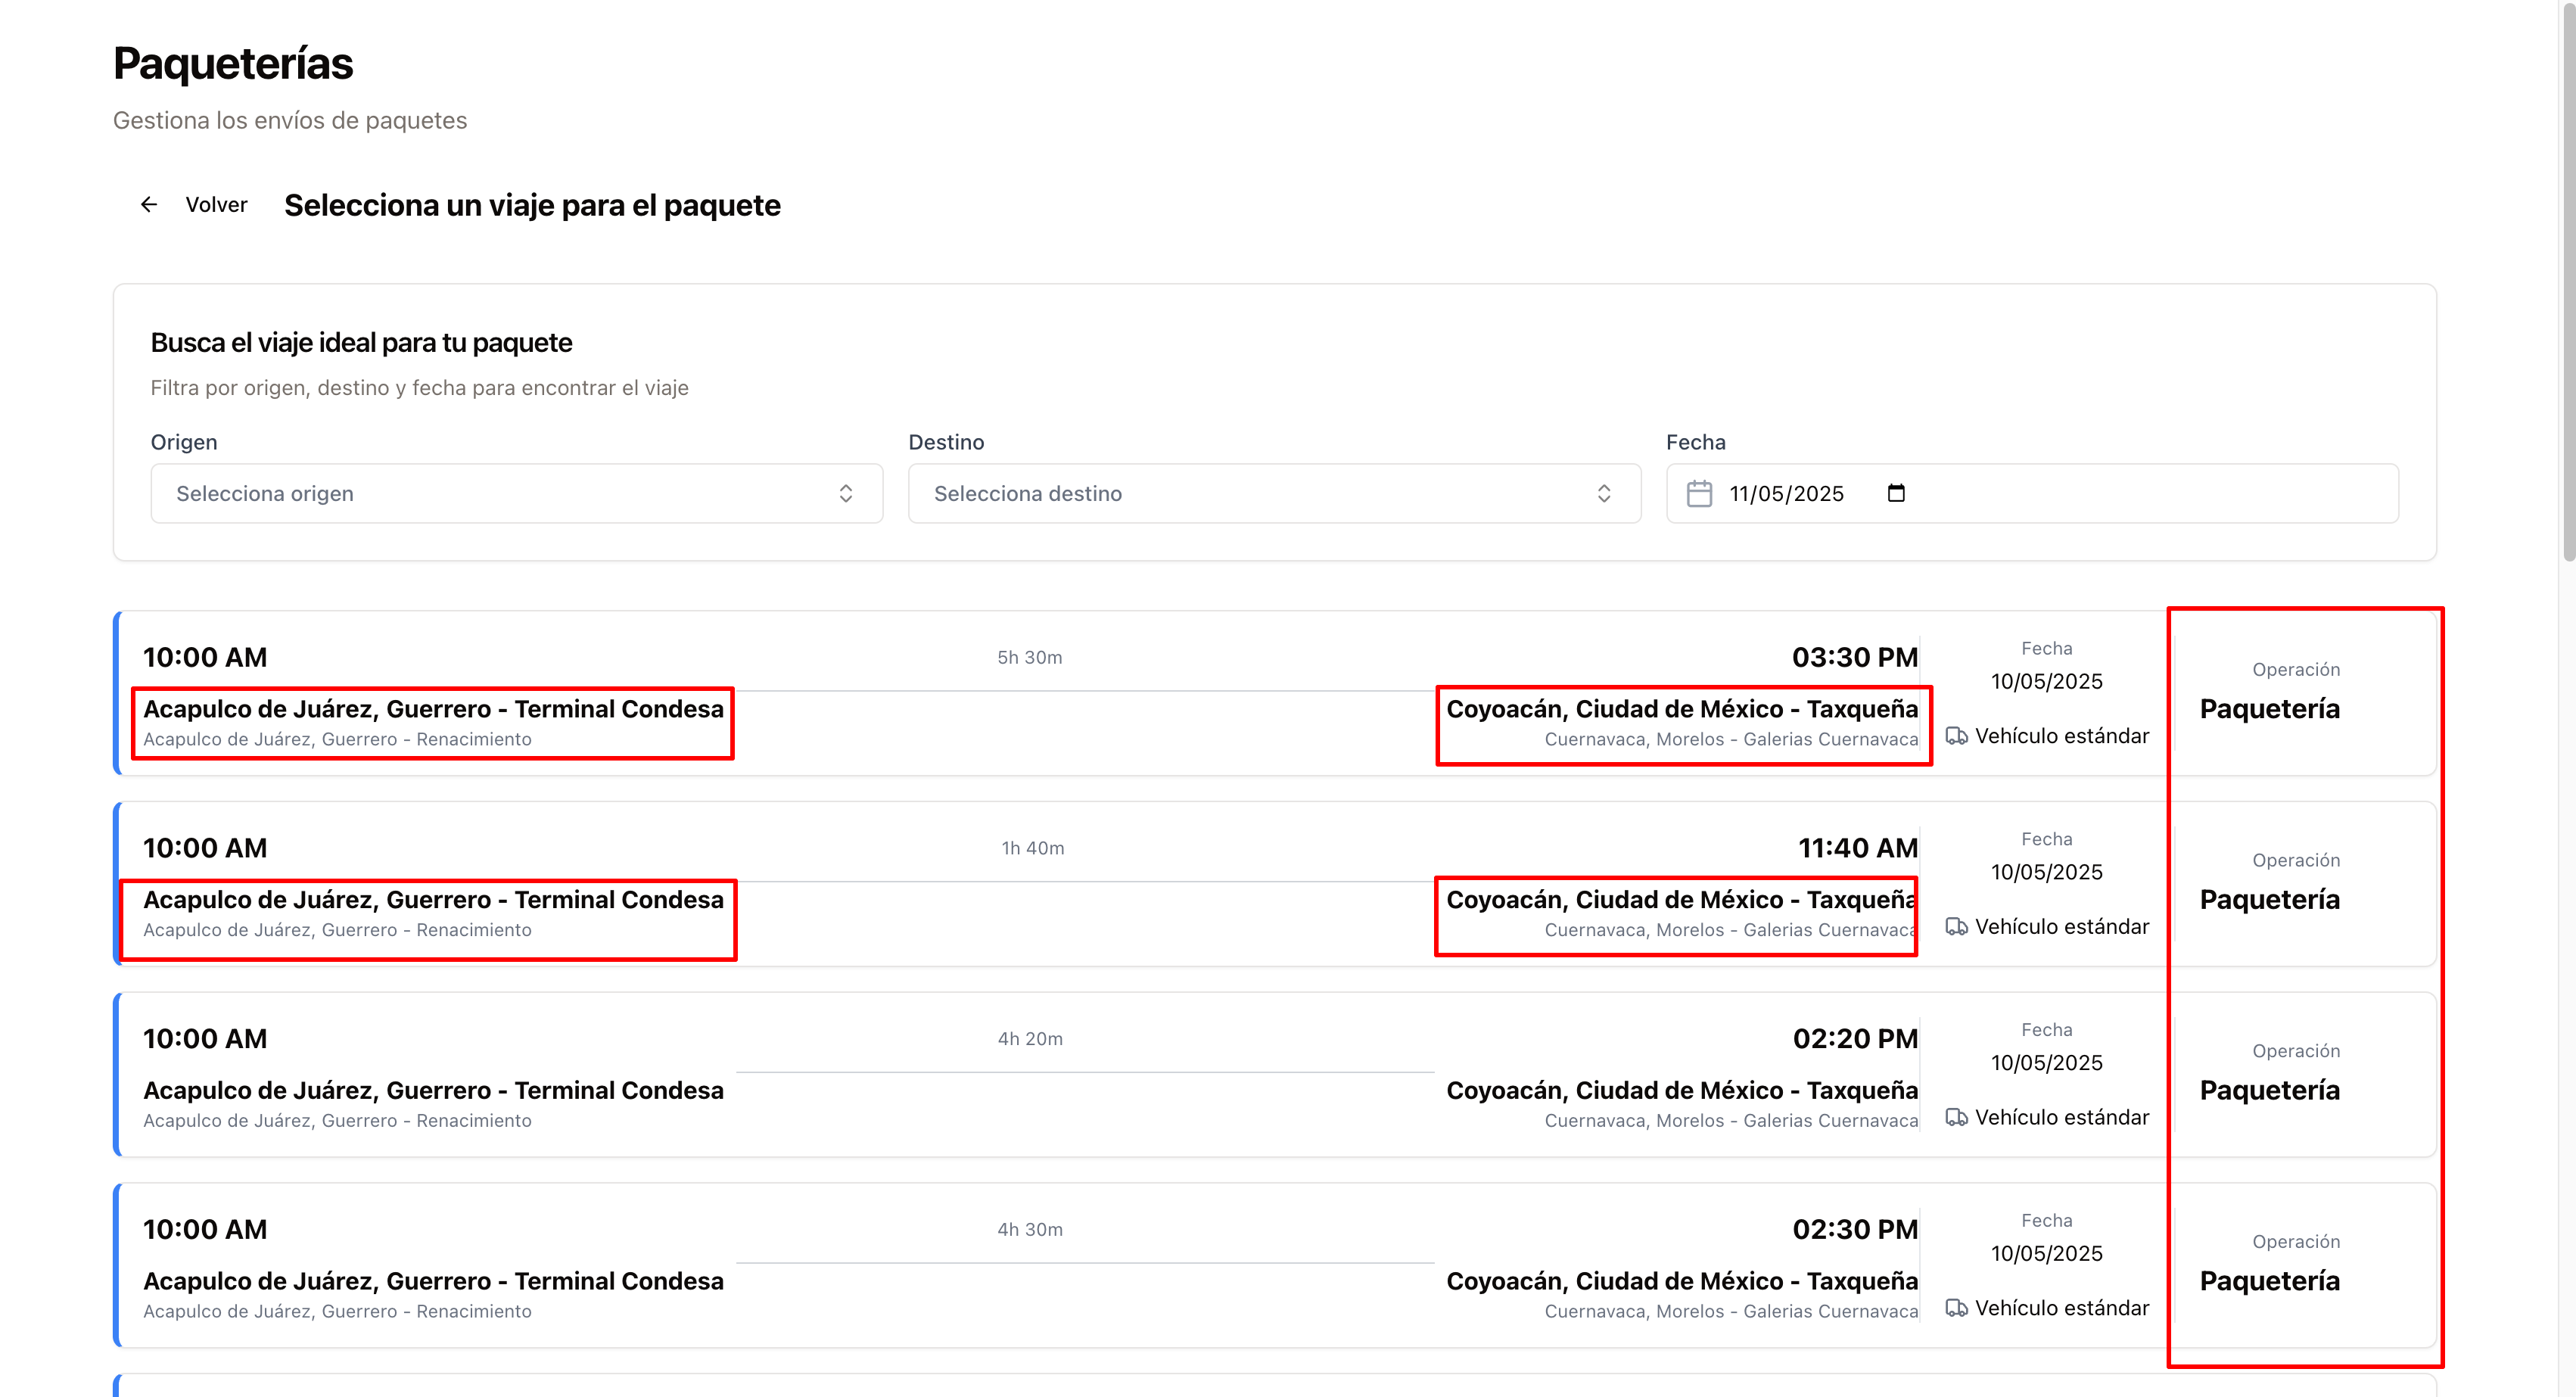 Paqueterías
Gestiona los envíos de paquetes
Volver
Selecciona un viaje para el paquete
Busca el viaje ideal para tu paquete
Filtra por origen, destino y fecha para encontrar el viaje
Origen
Destino
Fecha
Selecciona origen
Selecciona destino
11/05/2025
10:00 AM
5h 30m
03:30 PM
Acapulco de Juárez, Guerrero - Terminal Condesa
Acapulco de Juárez, Guerrero - Renacimiento
Coyoacán, Ciudad de México - Taxqueña
Cuernavaca, Morelos - Galerias Cuernavaca
Fecha
10/05/2025
Vehículo estándar
Operación
Paquetería
10:00 AM
1h 40m
11:40 AM
Acapulco de Juárez, Guerrero - Terminal Condesa
Acapulco de Juárez, Guerrero - Renacimiento
Coyoacán, Ciudad de México - Taxqueña
Cuernavaca, Morelos - Galerias Cuernavaca
Fecha
10/05/2025
Vehículo estándar
Operación
Paquetería
10:00 AM
4h 20m
02:20 PM
Acapulco de Juárez, Guerrero - Terminal Condesa
Acapulco de Juárez, Guerrero - Renacimiento
Coyoacán, Ciudad de México - Taxqueña
Cuernavaca, Morelos - Galerias Cuernavaca
Fecha
10/05/2025
Vehículo estándar
Operación
Paquetería
10:00 AM
4h 30m
02:30 PM
Acapulco de Juárez, Guerrero - Terminal Condesa
Acapulco de Juárez, Guerrero - Renacimiento
Coyoacán, Ciudad de México - Taxqueña
Cuernavaca, Morelos - Galerias Cuernavaca
Fecha
10/05/2025
Vehículo estándar
Operación
Paquetería